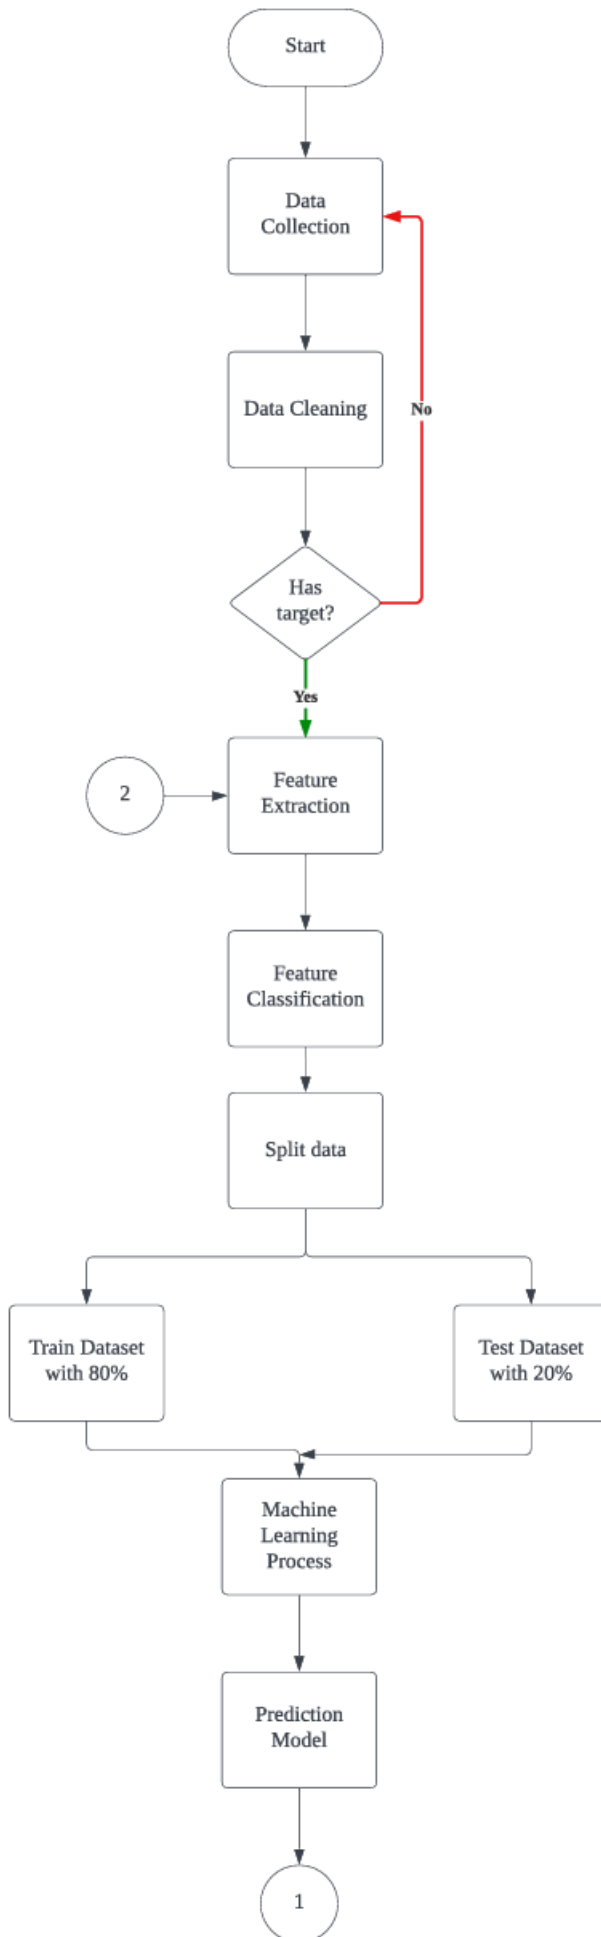 Start
Data
Collection
Data Cleaning
No
Has
target?
Yes
2
Feature
Extraction
Feature
Classification
Split data
Train Dataset
with 80%
Test Dataset
with 20%
Machine
Learning
Process
Prediction
Model
1